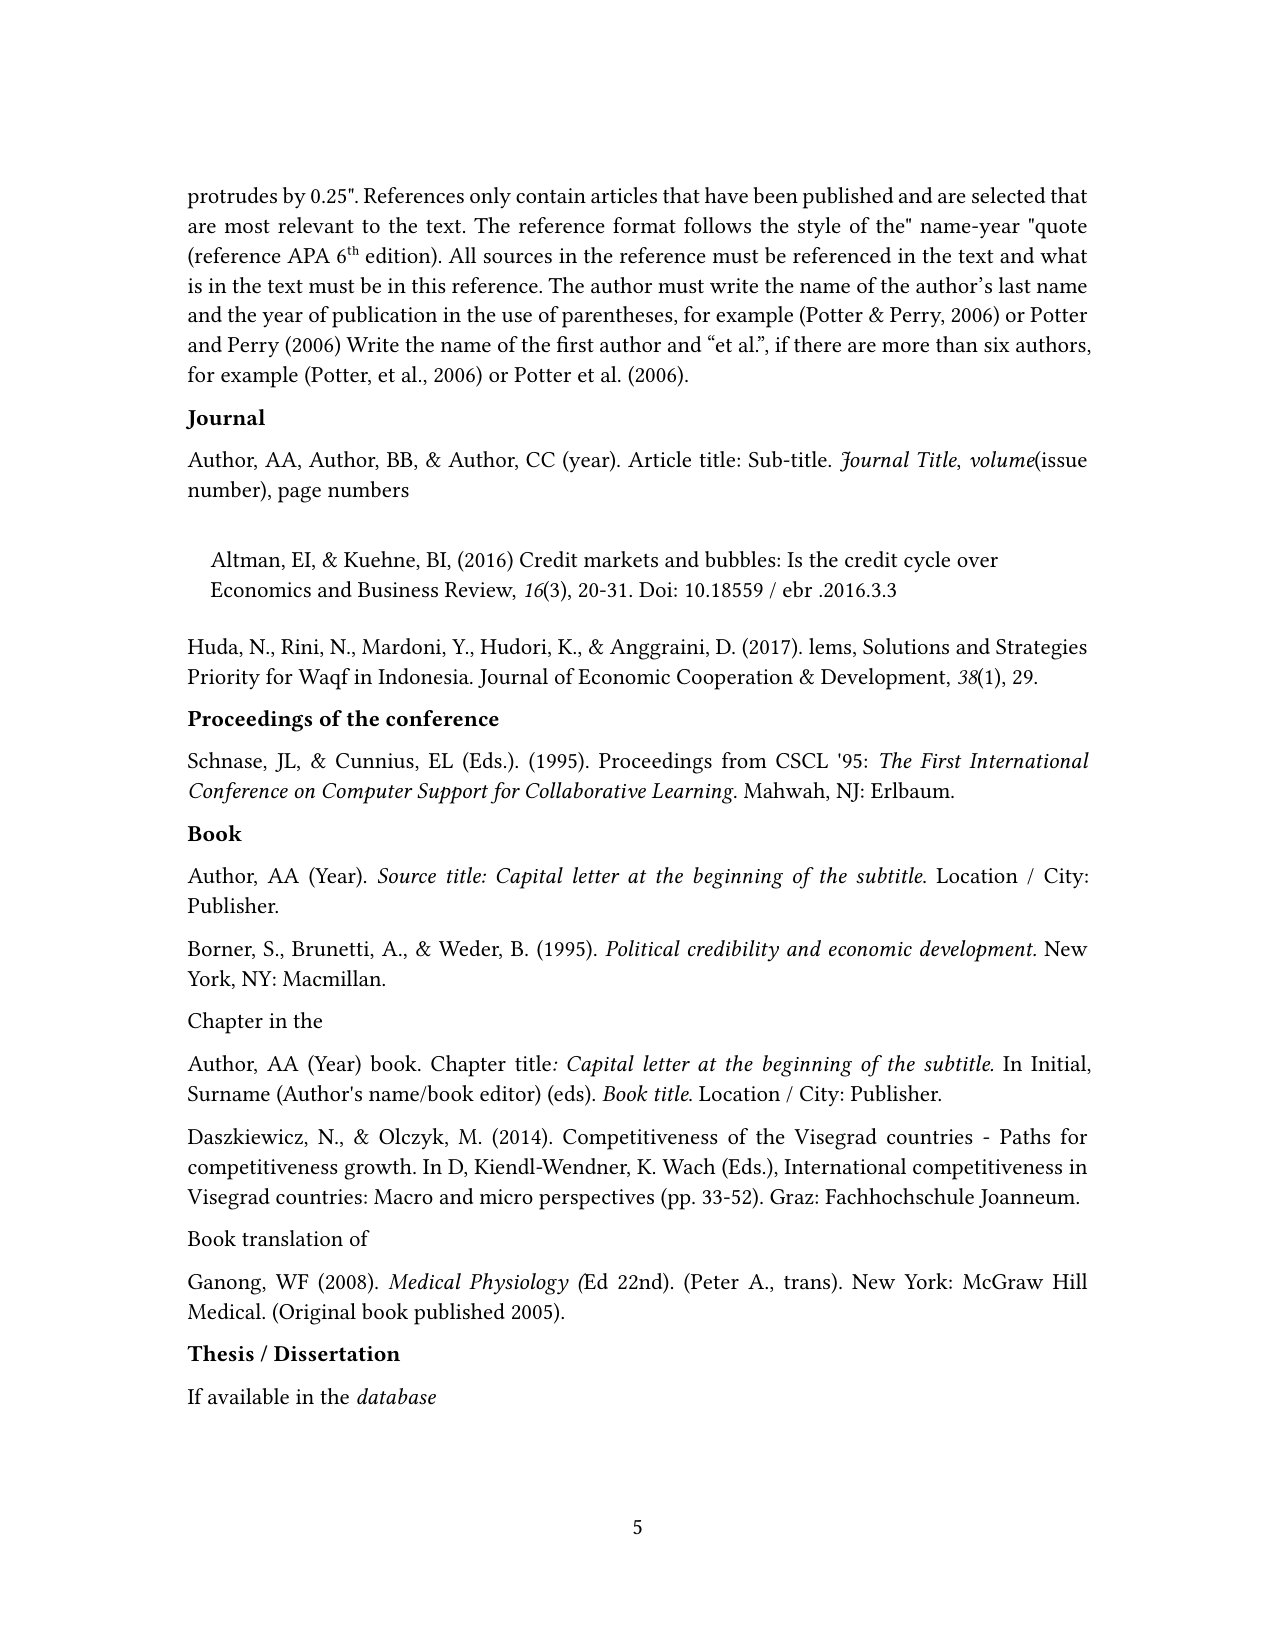 protrudes by 0.25". References only contain articles that have been published and are selected that
are most relevant to the text. The reference format follows the style of the" name-year "quote
(reference APA 6th edition). All sources in the reference must be referenced in the text and what
is in the text must be in this reference. The author must write the name of the author’s last name
and the year of publication in the use of parentheses, for example (Potter & Perry, 2006) or Potter
and Perry (2006) Write the name of the first author and “et al.”, if there are more than six authors,
for example (Potter, et al., 2006) or Potter et al. (2006).
Journal
Author, AA, Author, BB, & Author, CC (year). Article title: Sub-title. Journal Title, volume(issue
number), page numbers
Altman, EI, & Kuehne, BI, (2016) Credit markets and bubbles: Is the credit cycle over
Economics and Business Review, 16(3), 20-31. Doi: 10.18559 / ebr .2016.3.3
Huda, N., Rini, N., Mardoni, Y., Hudori, K., & Anggraini, D. (2017). lems, Solutions and Strategies
Priority for Waqf in Indonesia. Journal of Economic Cooperation & Development, 38(1), 29.
Proceedings of the conference
Schnase, JL, & Cunnius, EL (Eds.). (1995). Proceedings from CSCL '95: The First International
Conference on Computer Support for Collaborative Learning. Mahwah, NJ: Erlbaum.
Book
Author, AA (Year). Source title: Capital letter at the beginning of the subtitle. Location / City:
Publisher.
Borner, S., Brunetti, A., & Weder, B. (1995). Political credibility and economic development. New
York, NY: Macmillan.
Chapter in the
Author, AA (Year) book. Chapter title: Capital letter at the beginning of the subtitle. In Initial,
Surname (Author's name/book editor) (eds). Book title. Location / City: Publisher.
Daszkiewicz, N., & Olczyk, M. (2014). Competitiveness of the Visegrad countries - Paths for
competitiveness growth. In D, Kiendl-Wendner, K. Wach (Eds.), International competitiveness in
Visegrad countries: Macro and micro perspectives (pp. 33-52). Graz: Fachhochschule Joanneum.
Book translation of
Ganong, WF (2008). Medical Physiology (Ed 22nd). (Peter A., trans). New York: McGraw Hill
Medical. (Original book published 2005).
Thesis / Dissertation
If available in the database
5